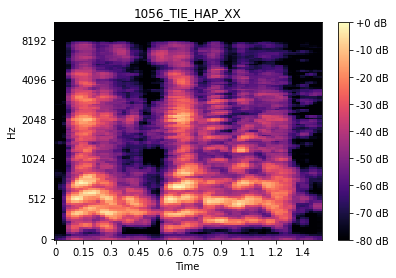 1056_TIE_HAP_XX
+0 dB
8192
-10 dB
4096
-20 dB
-30 dB
2048
Hz
-40 dB
1024
-50 dB
-60 dB
512
-70 dB
0
-80 dB
0 0.15 0.3 0.45 0.6 0.75 0.9 1.1 1.2 1.4
Time